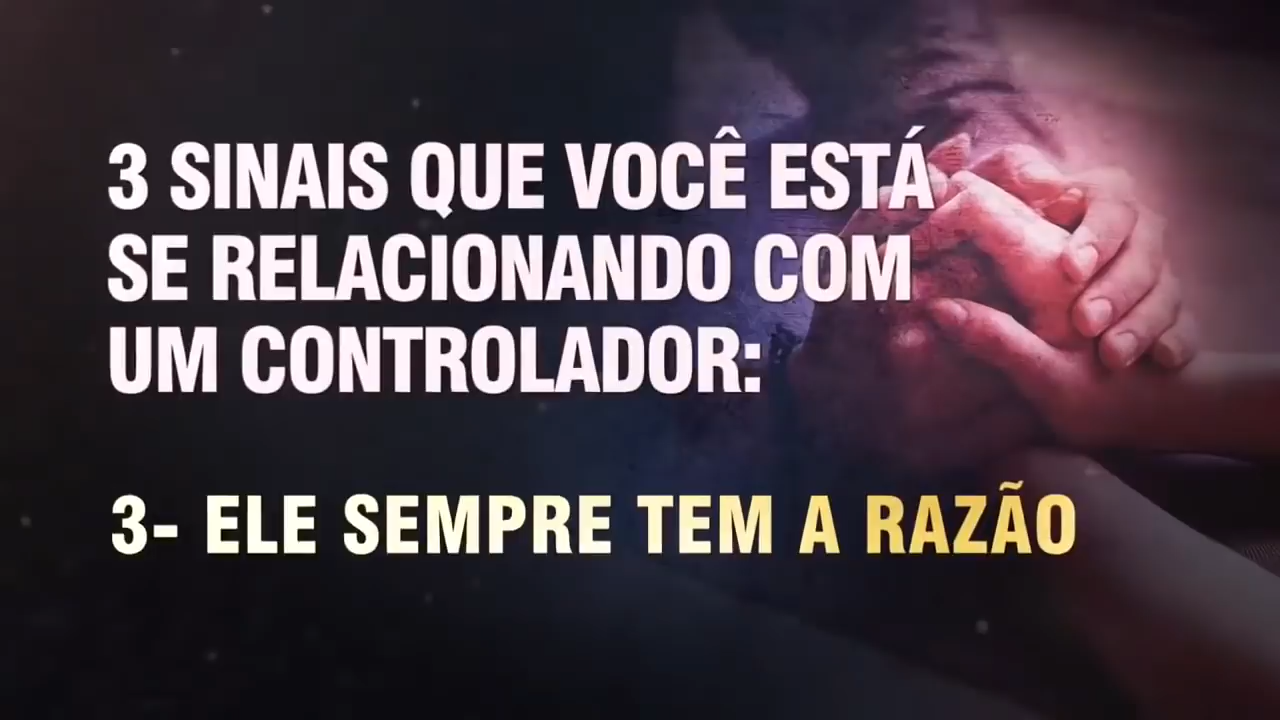 3 SINAIS QUE VOCÊ ESTÁ
SE RELACIONANDO COM
UM CONTROLADOR:
3- ELE SEMPRE TEM A RAZÃO